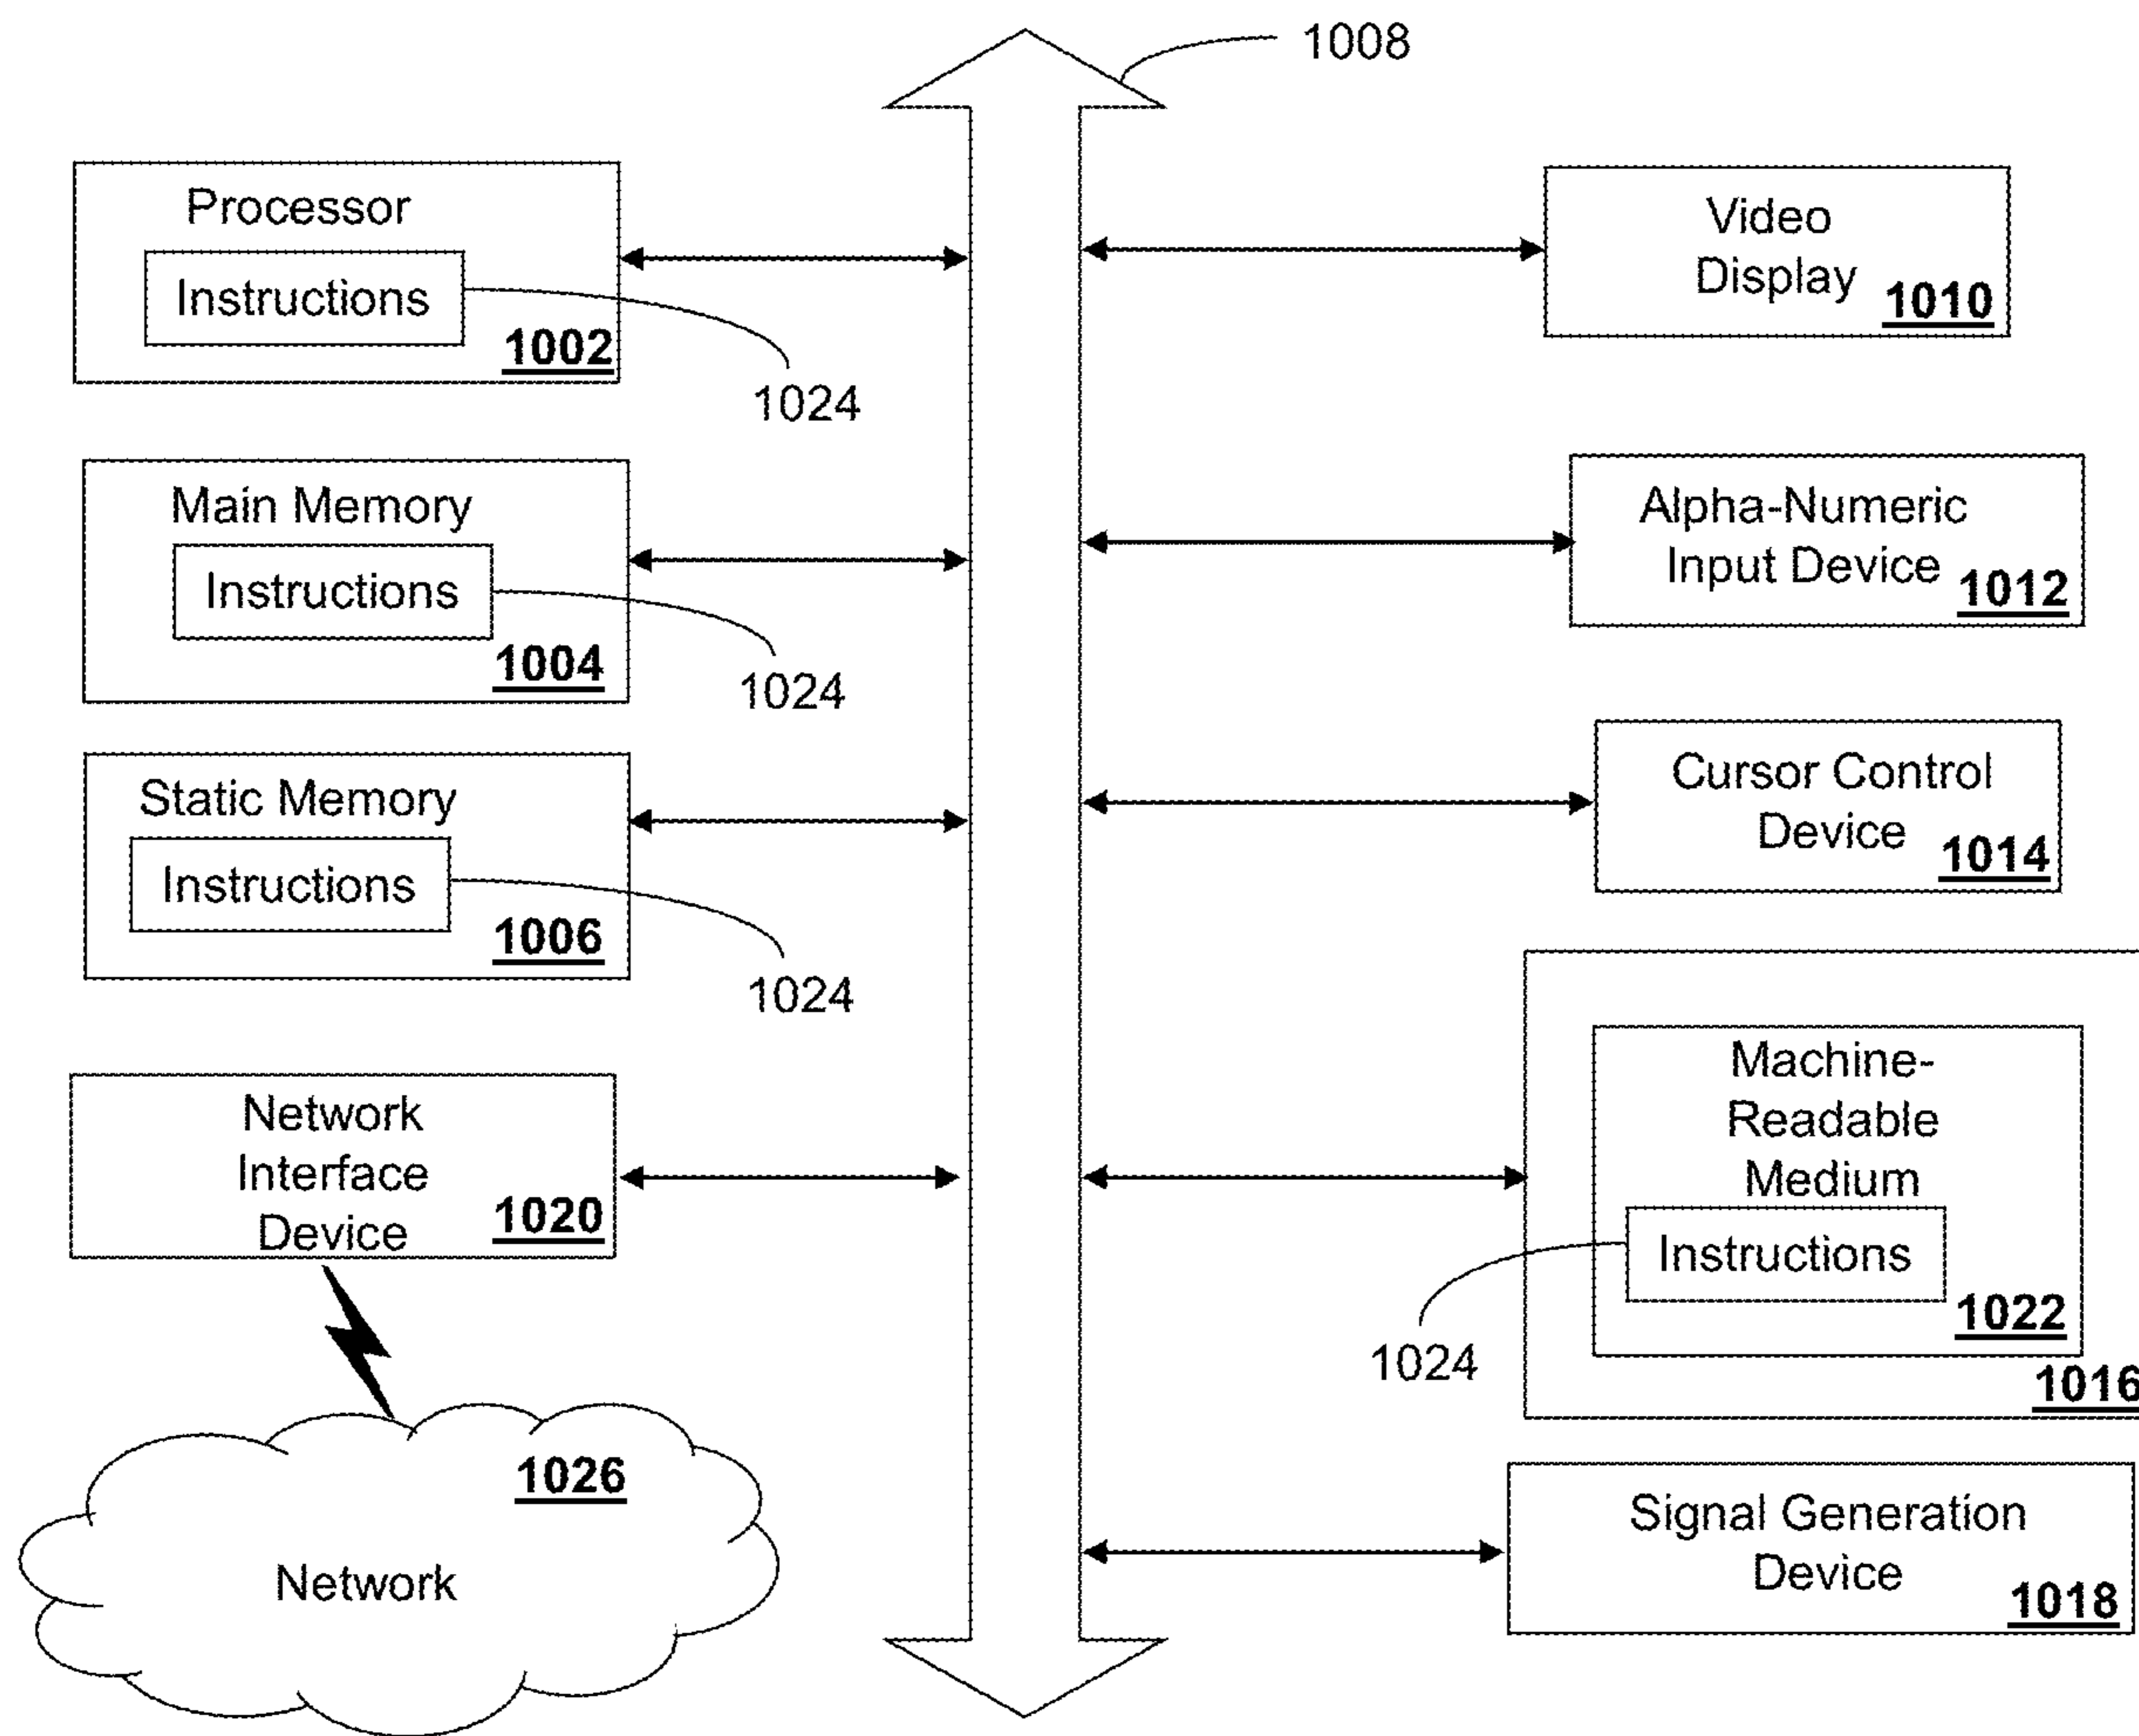 1008
Processor
Instructions
1002
1024
Main Memory
Instructions
1004
1024
Static Memory
Instructions
1006
1024
Network
Interface
Device
1020
1026
Network
Video
Display
1010
Alpha-Numeric
Input Device
1012
Cursor Control
Device
1014
Machine-
Readable
Medium
Instructions
1022
1024
1016
Signal Generation
Device
1018